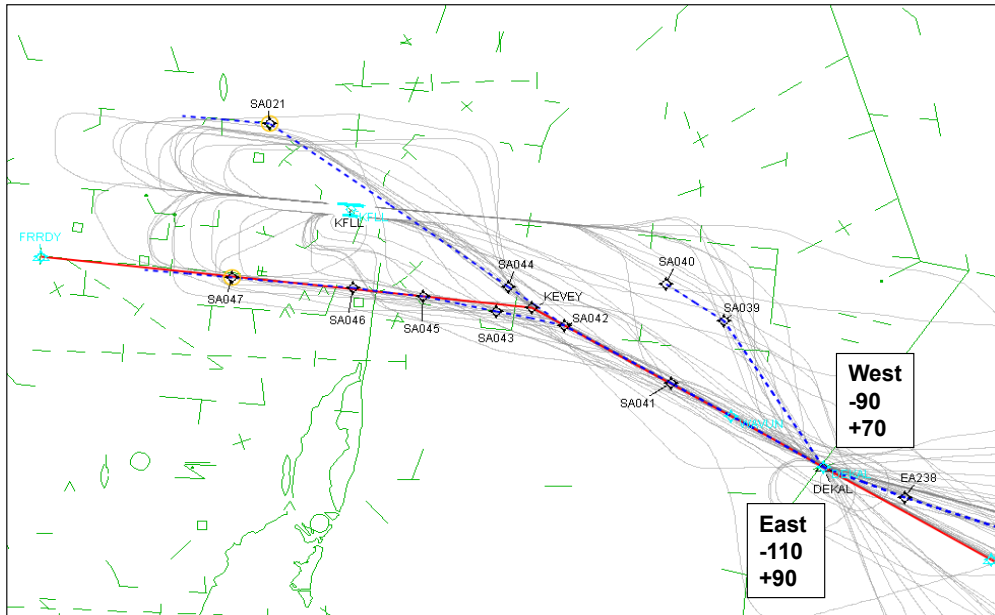 SA021
KFLL
KFLL
FRRDY
SA047
SA046
SA045
SA043
SA044
KEVEY
SA042
SA040
SA039
SA041
DEKAL
EA238
West
-90
+70
East
-110
+90